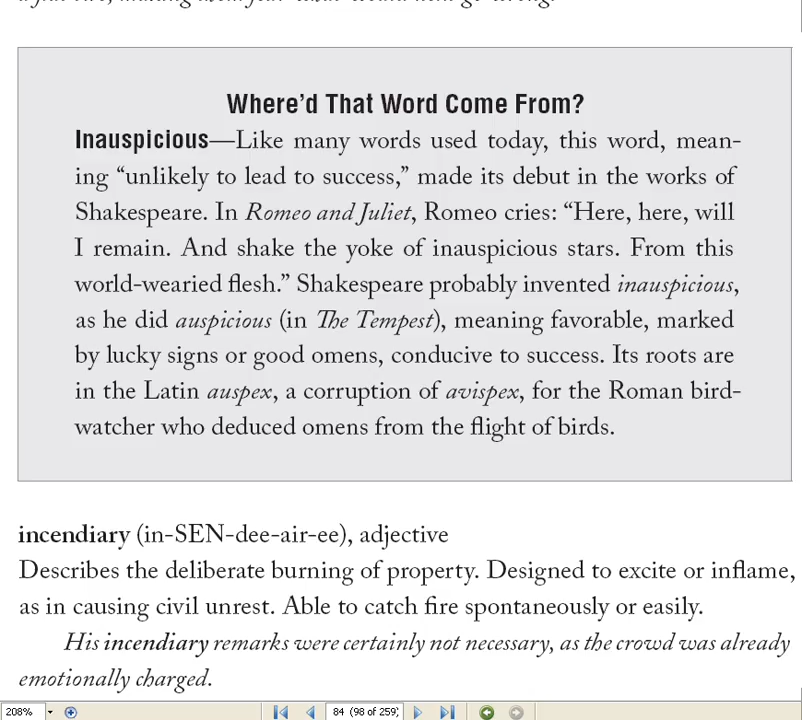 Where'd That Word Come From?
Inauspicious—Like many words used today, this word, mean-
ing “unlikely to lead to success,” made its debut in the works of
Shakespeare. In Romeo and Juliet, Romeo cries: “Here, here, will
I remain. And shake the yoke of inauspicious stars. From this
world-wearied flesh.” Shakespeare probably invented inauspicious,
as he did auspicious (in The Tempest), meaning favorable, marked
by lucky signs or good omens, conducive to success. Its roots are
in the Latin auspex, a corruption of avispex, for the Roman bird-
watcher who deduced omens from the flight of birds.
incendiary (in-SEN-dee-air-ee), adjective
Describes the deliberate burning of property. Designed to excite or inflame,
as in causing civil unrest. Able to catch fire spontaneously or easily.
His incendiary remarks were certainly not necessary, as the crowd was already
emotionally charged.
208% 84 (98 of 259)